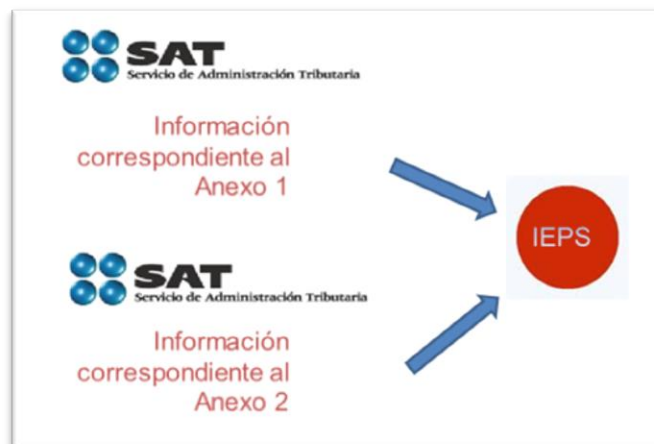 SAT
Servicio de Administración Tributaria
Información
correspondiente al
Anexo 1
IEPS
SAT
Servicio de Administración Tributaria
Información
correspondiente al
Anexo 2